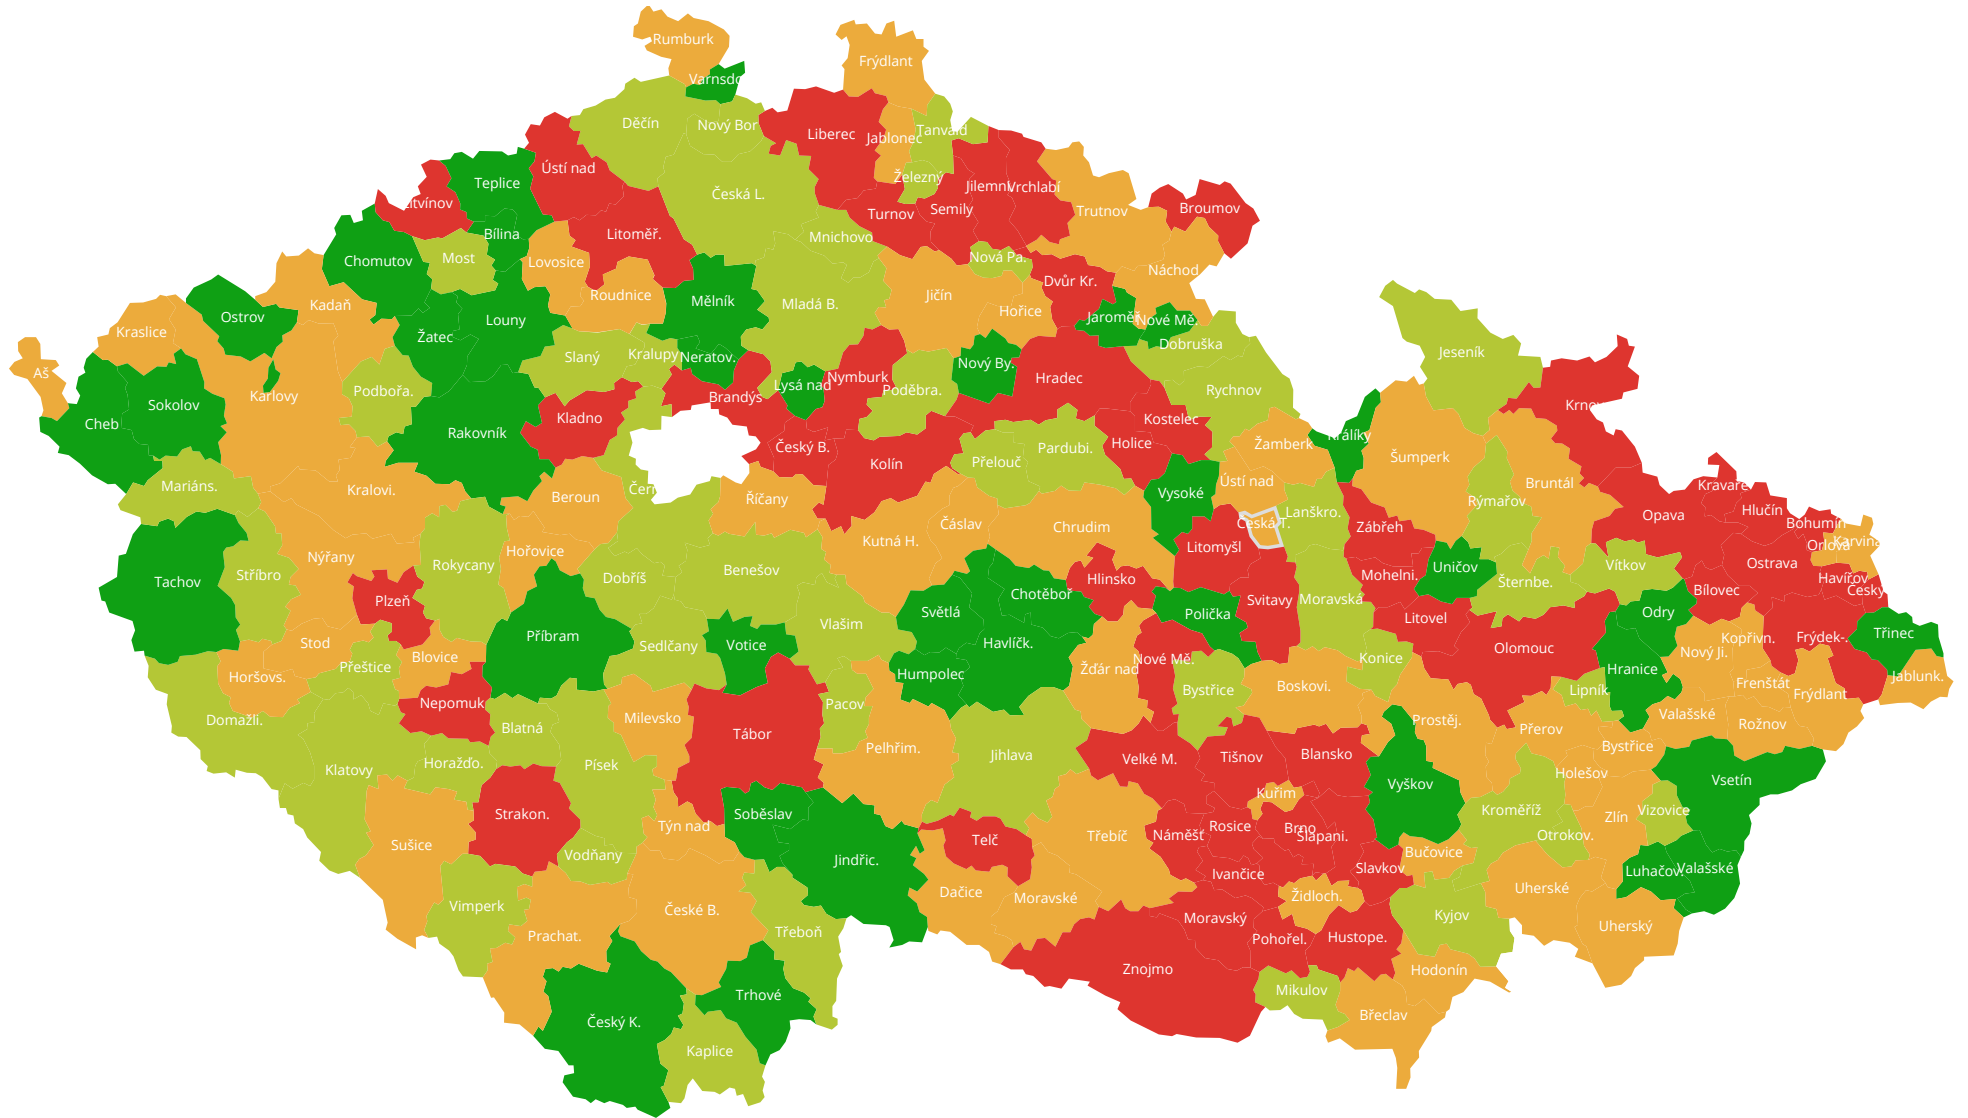 Rumburk
Frýdlant
Varnsdo
Děčín
Nový Bor
Liberec
Jablonec
Tanvald
Ústí nad
Teplice
Železný
Jilemni
Vrchlabí
Česká L.
Litvínov
Turnov
Semily
Trutnov
Broumov
Bílina
Litoměř.
Mnichovo
Most
Chomutov
Lovosice
Nová Pa.
Náchod
Dvůr Kr.
Roudnice
Mělník
Mladá B.
Jičín
Kadaň
Hořice
Ostrov
Louny
Jaroměř
Nové Mě.
Kraslice
Žatec
Dobruška
Slaný
Kralupy
Neratov.
Jeseník
Nový By.
Aš
Nymburk
Hradec
Lysá nad
Podbořa.
Poděbra.
Rychnov
Karlovy
Brandýs
Sokolov
Krnov
Cheb
Kladno
Kostelec
Rakovník
Králíky
Český B.
Holice
Žamberk
Pardubi.
Šumperk
Přelouč
Kolín
Mariáns.
Kralovi.
Beroun
Čern
Říčany
Vysoké
Ústí nad
Bruntál
Kravaře
Rýmařov
Lanškro.
Hlučín
Opava
Čáslav
Chrudim
Česká T.
Zábřeh
Bohumín
Kutná H.
Litomyšl
Orlová
Karviná
Hořovice
Nýřany
Rokycany
Ostrava
Vítkov
Uničov
Benešov
Stříbro
Dobříš
Hlinsko
Mohelni.
Havířov
Tachov
Šternbe.
Bílovec
Český
Chotěboř
Plzeň
Svitavy
Moravská
Světlá
Polička
Odry
Litovel
Vlašim
Třinec
Příbram
Kopřivn.
Frýdek-.
Stod
Havlíčk.
Sedlčany
Votice
Olomouc
Nový Ji.
Blovice
Konice
Nové Mě.
Přeštice
Žďár nad
Hranice
Horšovs.
Humpolec
Jablunk.
Boskovi.
Frenštát
Bystřice
Lipník
Frýdlant
Nepomuk
Pacov
Valašské
Milevsko
Domažli.
Prostěj.
Rožnov
Blatná
Přerov
Tábor
Pelhřim.
Bystřice
Jihlava
Blansko
Tišnov
Velké M.
Horažďo.
Písek
Klatovy
Holešov
Vsetín
Vyškov
Kuřim
Kroměříž
Vizovice
Strakon.
Soběslav
Zlín
Týn nad
Rosice
Brno
Třebíč
Náměšť
Šlapani.
Otrokov.
Telč
Sušice
Bučovice
Vodňany
Jindřic.
Slavkov
Valašské
Luhačov.
Ivančice
Uherské
Dačice
Židloch.
Moravské
Vimperk
České B.
Kyjov
Moravský
Uherský
Třeboň
Prachat.
Hustope.
Pohořel.
Znojmo
Hodonín
Mikulov
Trhové
Břeclav
Český K.
Kaplice